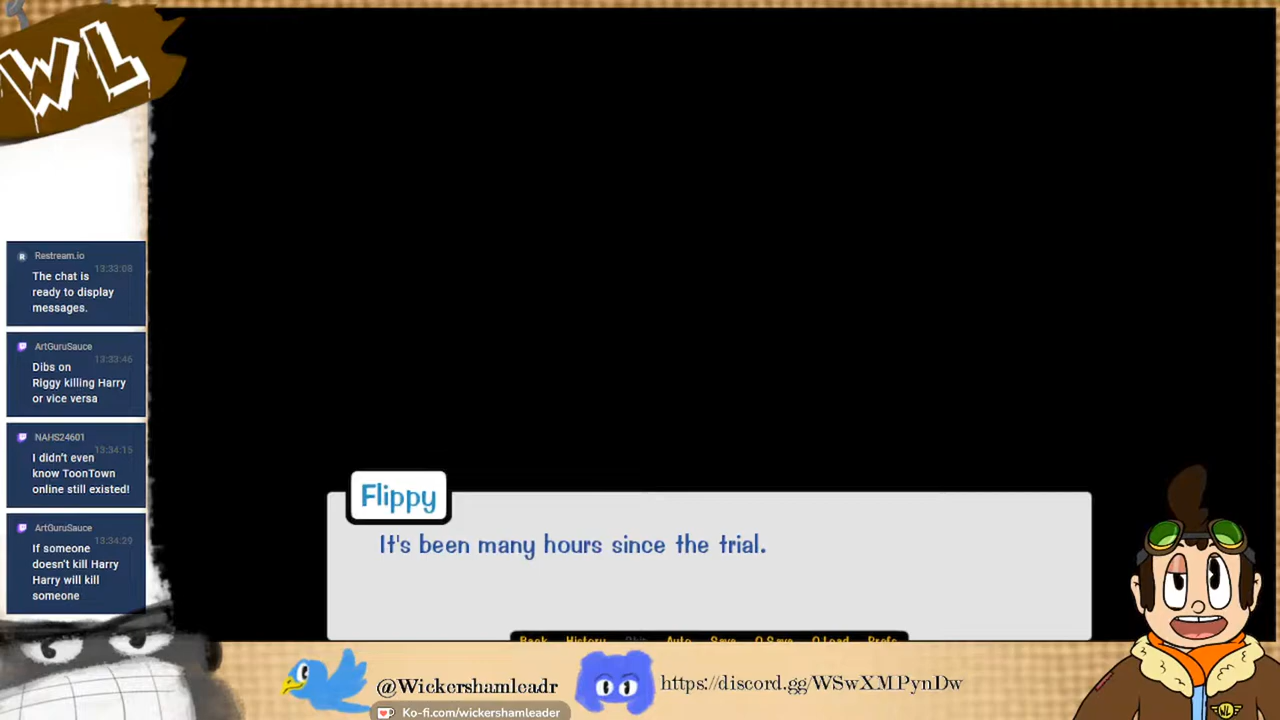 WL
R Restream.io
13:33:08
The chat is
ready to display
messages.
ArtGuruSauce
13:33:46
Dibs on
Riggy killing Harry
or vice versa
NAHS24601
13:34:15
I didn't even
know ToonTown
online still existed!
ArtGuruSauce
13:34:29
If someone
doesn't kill Harry
Harry will kill
someone
Flippy
It's been many hours since the trial.
Back History Skip Auto Save Q.Save Q.Load Prefs
@Wickershamleadr
https://discord.gg/WSwXMPynDw
Ko-fi.com/wickershamleader
WL